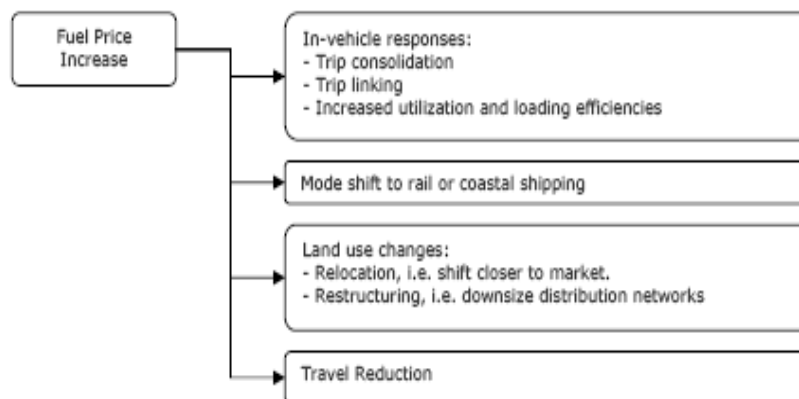 Fuel Price
Increase
In-vehicle responses:
- Trip consolidation
- Trip linking
- Increased utilization and loading efficiencies
Mode shift to rail or coastal shipping
Land use changes:
- Relocation, i.e. shift closer to market.
- Restructuring, i.e. downsize distribution networks
Travel Reduction